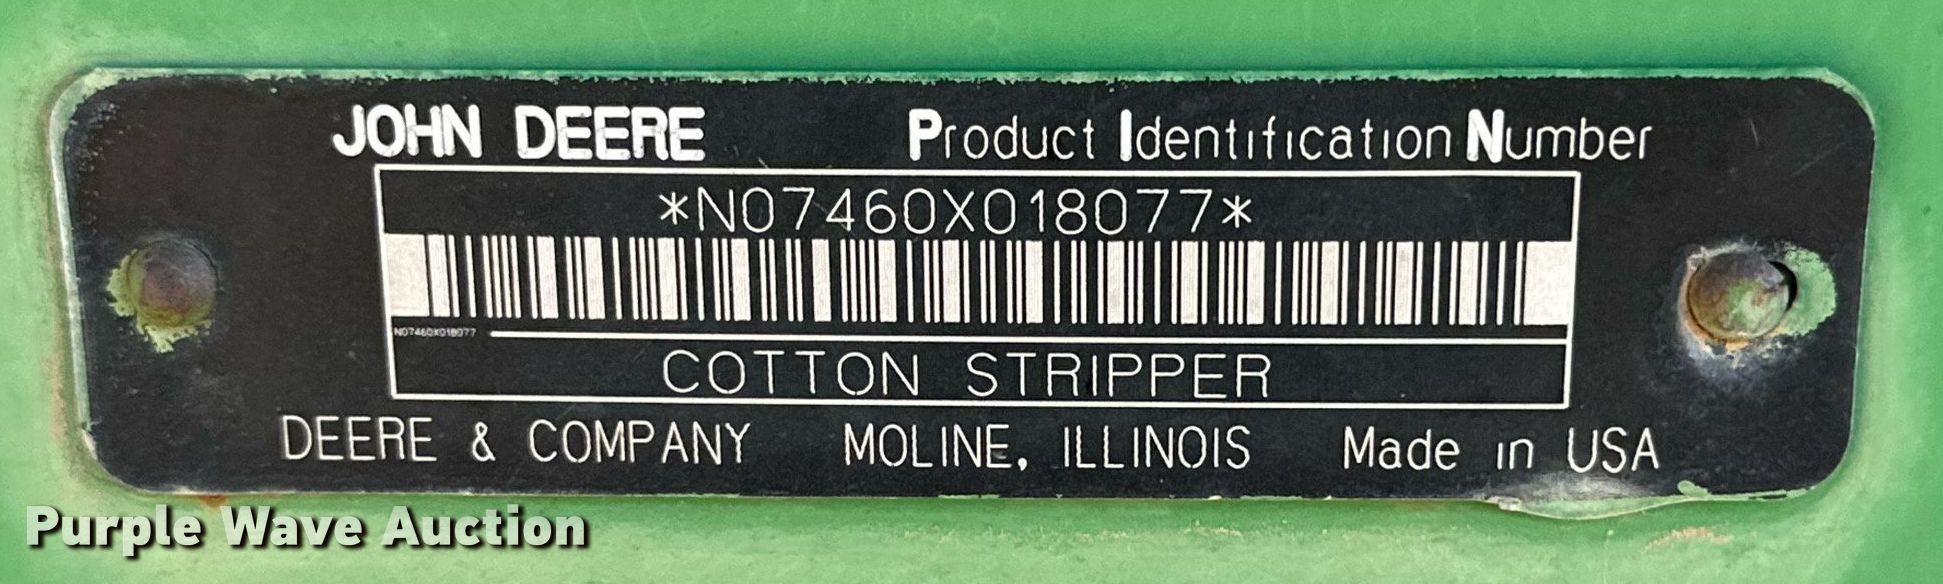 JOHN DEERE Product Identification Number
*N07460X018077*
N07460X018077
COTTON STRIPPER
DEERE & COMPANY MOLINE, ILLINOIS Made in USA
Purple Wave Auction